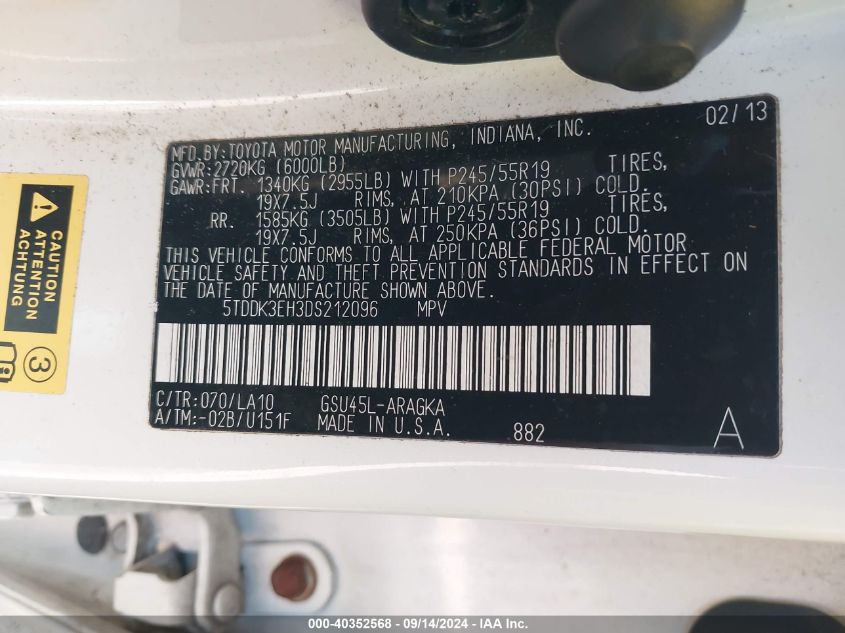 MFD.BY:TOYOTA MOTOR MANUFACTURING, INDIANA, INC. 02/13
GVWR:2720KG (6000LB)
GAWR:FRT. 1340KG (2955LB) WITH P245/55R19 TIRES,
19X7.5J RIMS, AT 210KPA (30PSI) COLD.
RR. 1585KG (3505LB) WITH P245/55R19 TIRES,
19X7.5J RIMS, AT 250KPA (36PSI) COLD.
THIS VEHICLE CONFORMS TO ALL APPLICABLE FEDERAL MOTOR
VEHICLE SAFETY AND THEFT PREVENTION STANDARDS IN EFFECT ON
THE DATE OF MANUFACTURE SHOWN ABOVE.
5TDDK3EH3DS212096 MPV
C/TR:070/LA10 GSU45L-ARAGKA
A/TM:-02B/U151F MADE IN U.S.A. 882 A
CAUTION
ATTENTION
ACHTUNG
3
000-40352568 - 09/14/2024 - IAA Inc.